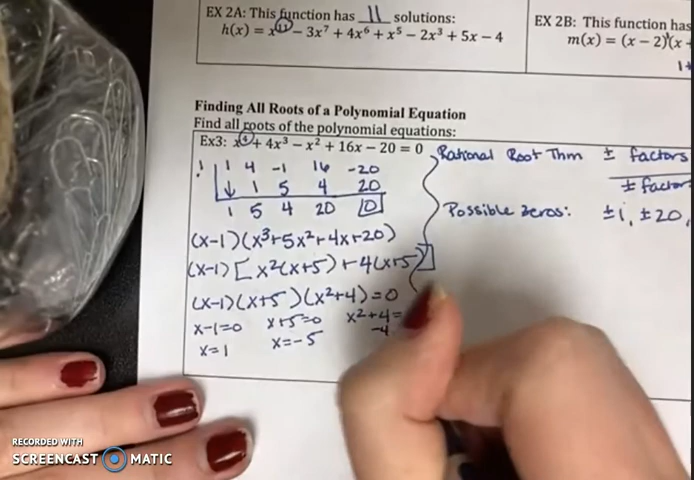 EX 2A: This function has 11 solutions:
h(x) = x¹¹ − 3x⁷ + 4x⁶ + x⁵ − 2x³ + 5x − 4
EX 2B: This function has
m(x) = (x − 2)(x −
Finding All Roots of a Polynomial Equation
Find all roots of the polynomial equations:
Ex3: x⁴ + 4x³ − x² + 16x − 20 = 0
1 1 4 -1 16 -20
↓ 1 5 4 20
1 5 4 20 0
(x-1)(x³+5x²+4x+20)
(x-1)[x²(x+5)+4(x+5)]
(x-1)(x+5)(x²+4)=0
x-1=0 x+5=0 x²+4=
-4
x=1 x=-5
Rational Root Thm ± factors
± factor
Possible zeros: ±1, ±20,
RECORDED WITH
SCREENCAST MATIC